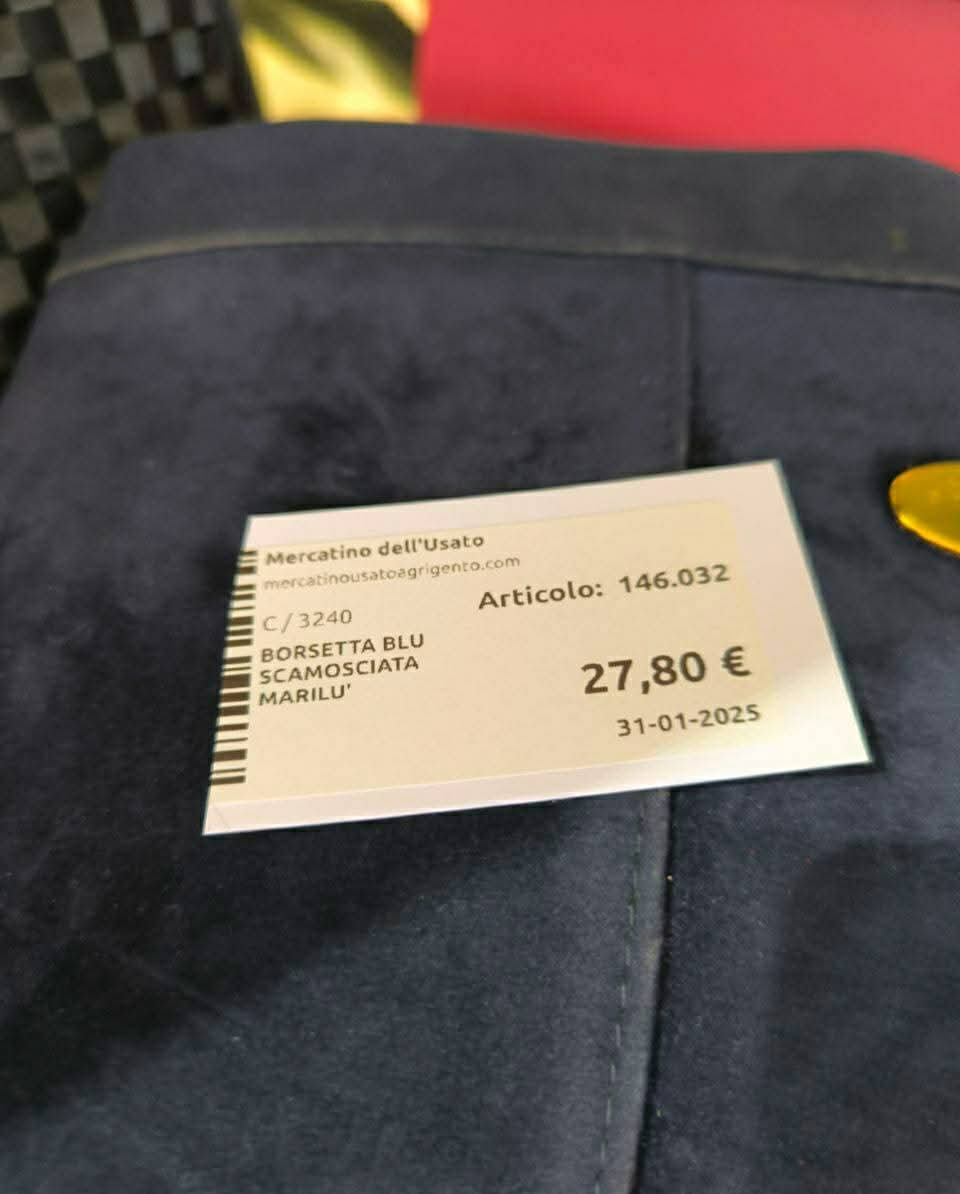 Mercatino dell'Usato
mercatinousatoagrigento.com
Articolo: 146.032
C/3240
BORSETTA BLU
SCAMOSCIATA
MARILU'
27,80 €
31-01-2025